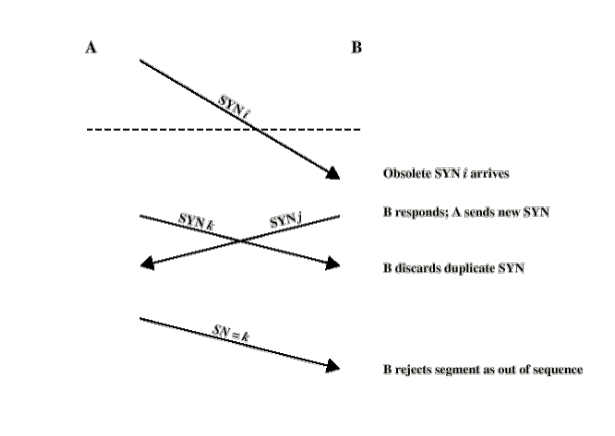 A
B
SYN i
Obsolete SYN i arrives
B responds; A sends new SYN
SYN k
SYN j
B discards duplicate SYN
SN = k
B rejects segment as out of sequence